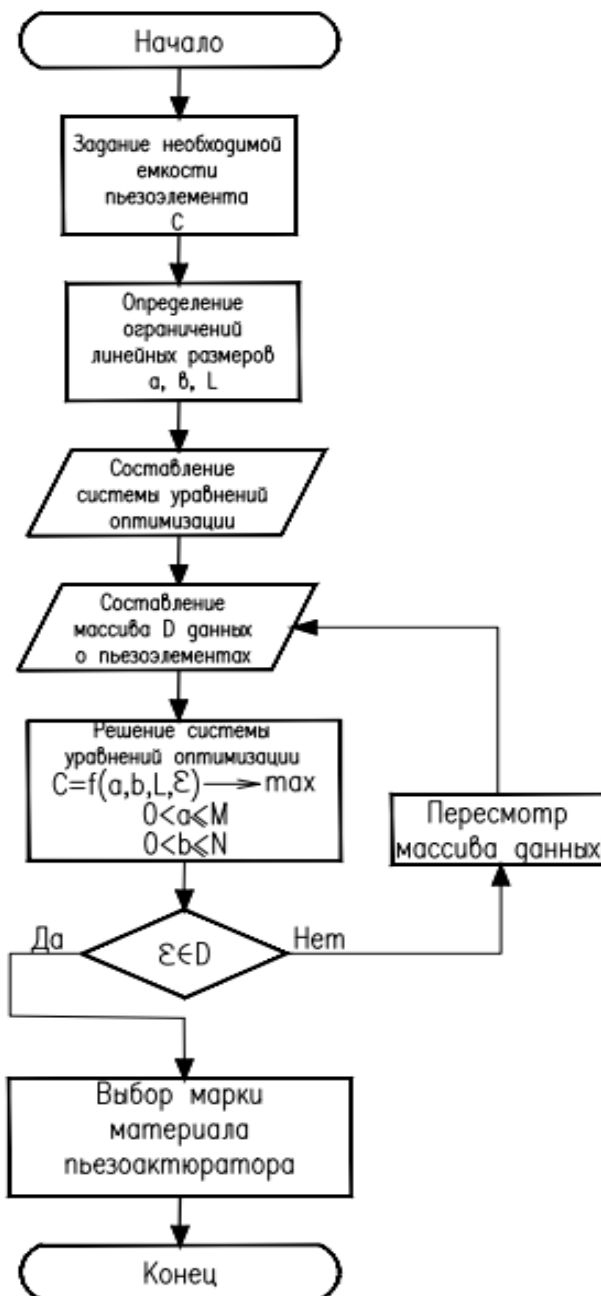 Начало
Задание необходимой
емкости
пьезоэлемента
C
Определение
ограничений
линейных размеров
а, в, L
Составление
системы уравнений
оптимизации
Составление
массива D данных
о пьезоэлементах
Решение системы
уравнений оптимизации
C=f(a,b,L,Ɛ)⟶max
0<a⩽M
0<b⩽N
Пересмотр
массива данных
Да
Ɛ∈D
Нет
Выбор марки
материала
пьезоактюратора
Конец